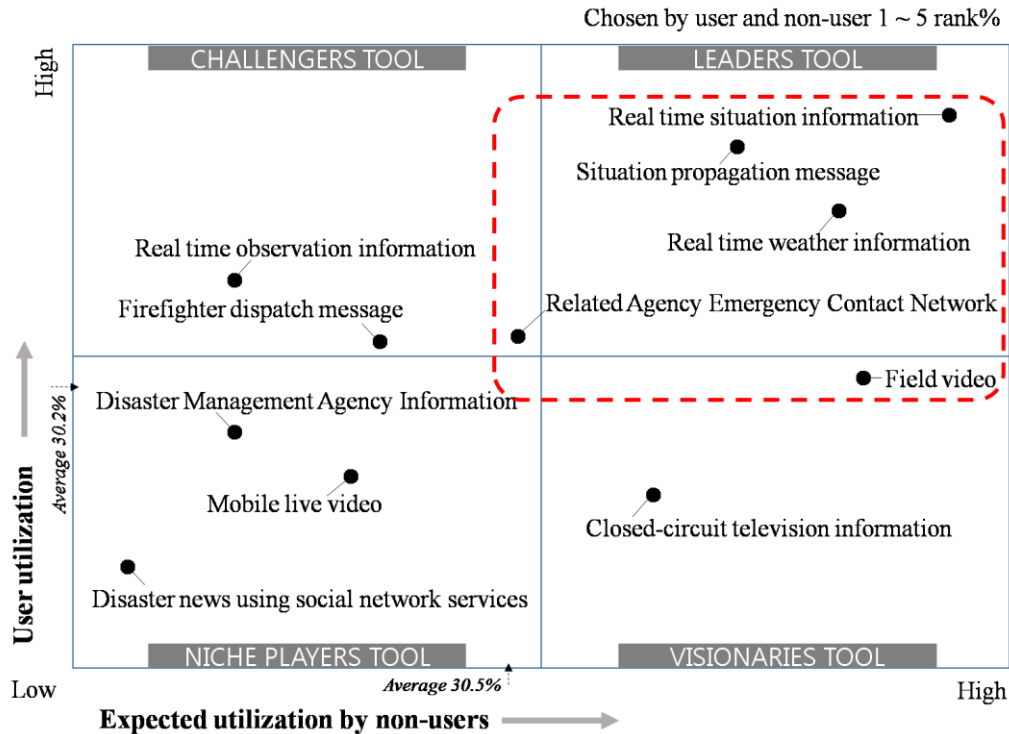 Chosen by user and non-user 1 ~ 5 rank%
High
CHALLENGERS TOOL
LEADERS TOOL
Real time situation information
Situation propagation message
Real time weather information
Real time observation information
Firefighter dispatch message
Related Agency Emergency Contact Network
Field video
Disaster Management Agency Information
Mobile live video
Closed-circuit television information
Disaster news using social network services
User utilization
Average 30.2%
NICHE PLAYERS TOOL
VISIONARIES TOOL
Low
Average 30.5%
High
Expected utilization by non-users